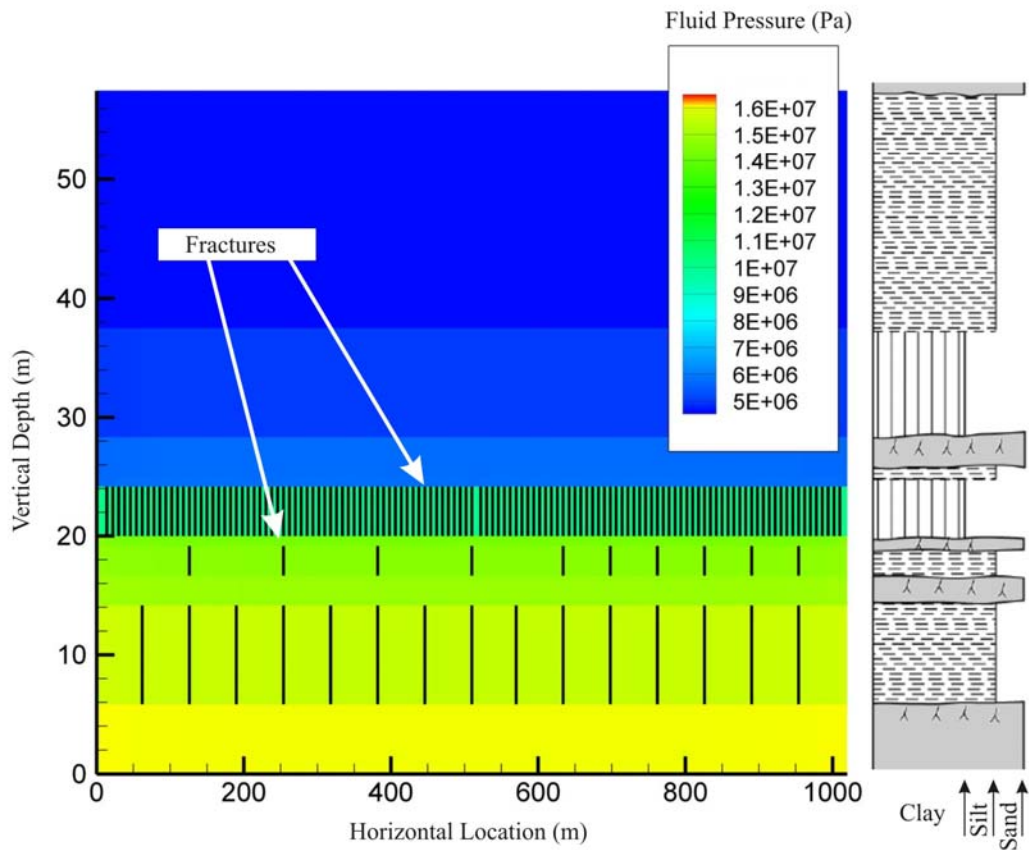 Fluid Pressure (Pa)
1.6E+07
1.5E+07
1.4E+07
1.3E+07
1.2E+07
1.1E+07
1E+07
9E+06
8E+06
7E+06
6E+06
5E+06
Fractures
Vertical Depth (m)
50
40
30
20
10
0
0 200 400 600 800 1000
Horizontal Location (m)
Clay
Silt
Sand